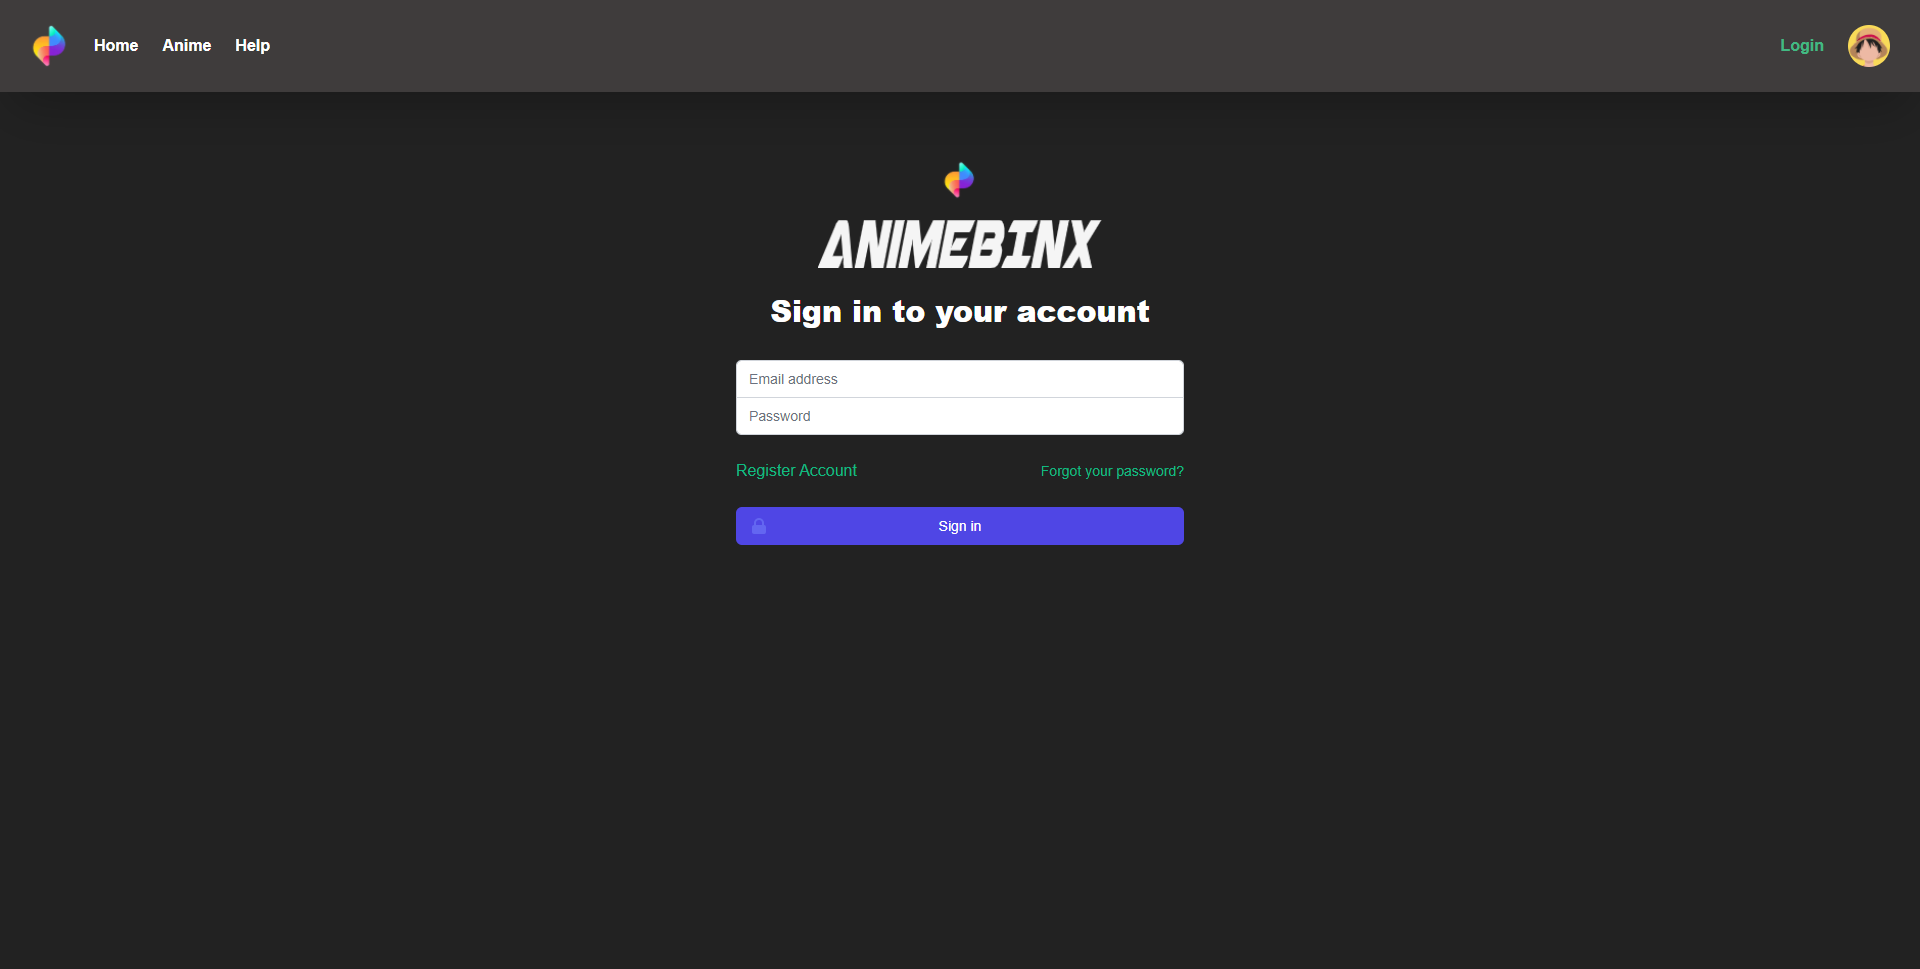 Home Anime Help Login
ANIMEBINX
Sign in to your account
Email address
Password
Register Account Forgot your password?
Sign in